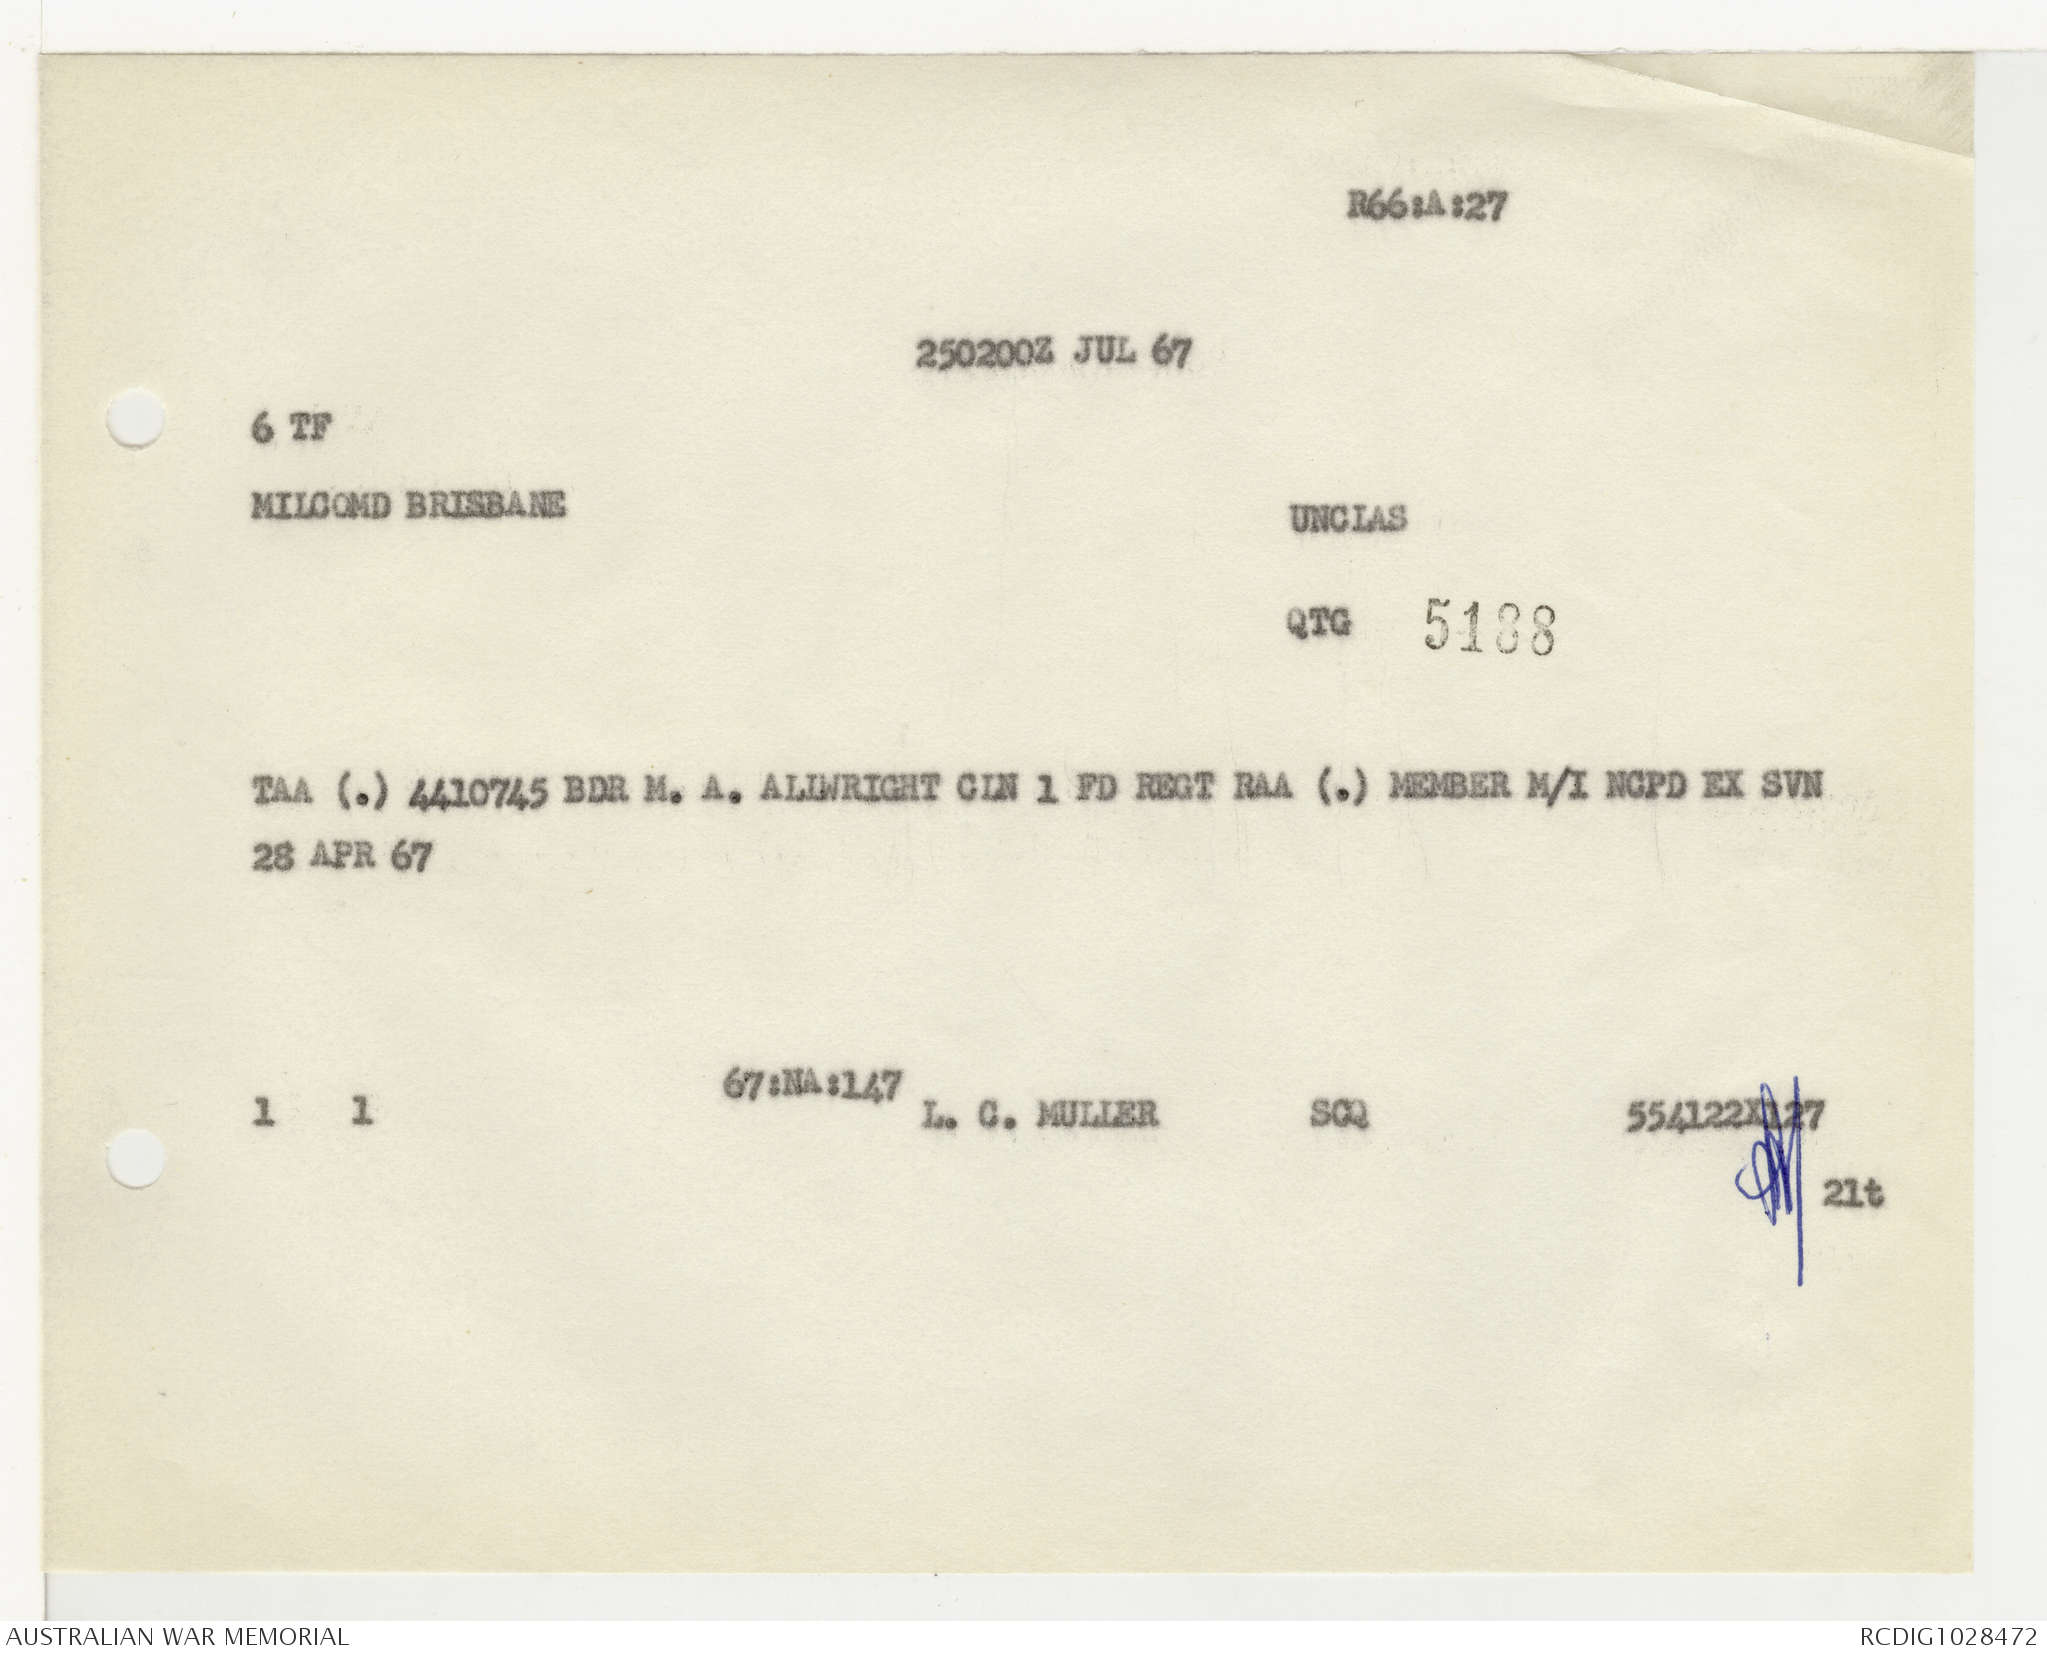 R66:A:27
250200Z JUL 67
6 TF
MILCOMD BRISBANE
UNCLAS
QTG 5188
TAA (.) 4410745 BDR M. A. ALLWRIGHT GLN 1 FD REGT RAA (.) MEMBER M/I NCPD EX SVN
28 APR 67
67:NA:147
1 1 L. C. MULLER SCQ 554122X127
21t
AUSTRALIAN WAR MEMORIAL RCDIG1028472